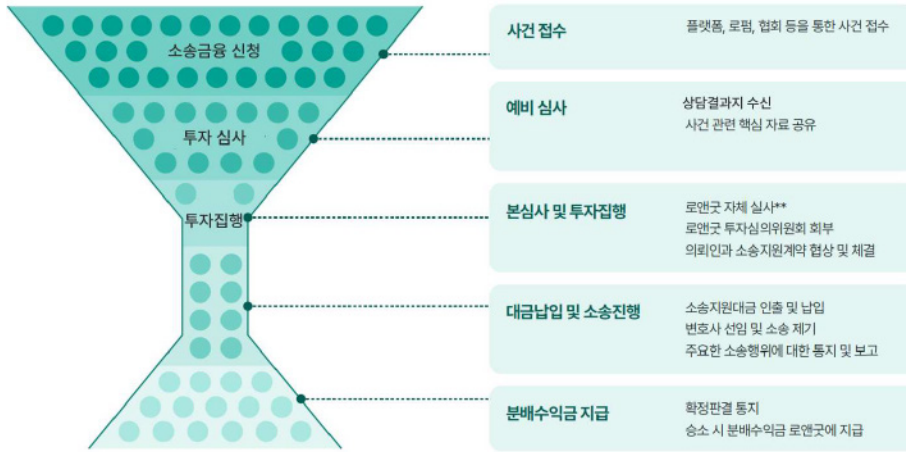 소송금융 신청
투자 심사
투자집행
사건 접수
플랫폼, 로펌, 협회 등을 통한 사건 접수
예비 심사
상담결과지 수신
사건 관련 핵심 자료 공유
본심사 및 투자집행
로앤굿 자체 실사**
로앤굿 투자심의위원회 회부
의뢰인과 소송지원계약 협상 및 체결
대금납입 및 소송진행
소송지원대금 인출 및 납입
변호사 선임 및 소송 제기
주요한 소송행위에 대한 통지 및 보고
분배수익금 지급
확정판결 통지
승소 시 분배수익금 로앤굿에 지급